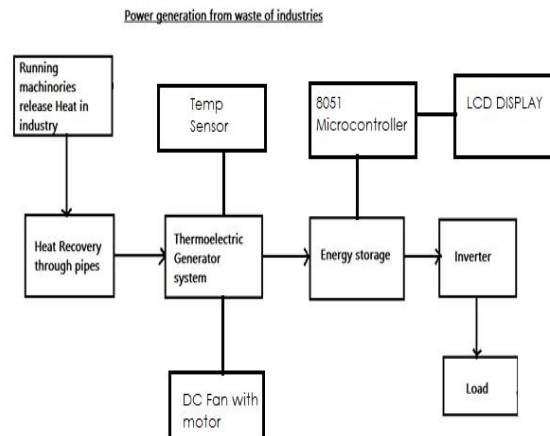 Power generation from waste of industries
Running
machinories
release Heat in
industry
Temp
Sensor
8051
Microcontroller
LCD DISPLAY
Heat Recovery
through pipes
Thermoelectric
Generator
system
Energy storage
Inverter
DC Fan with
motor
Load